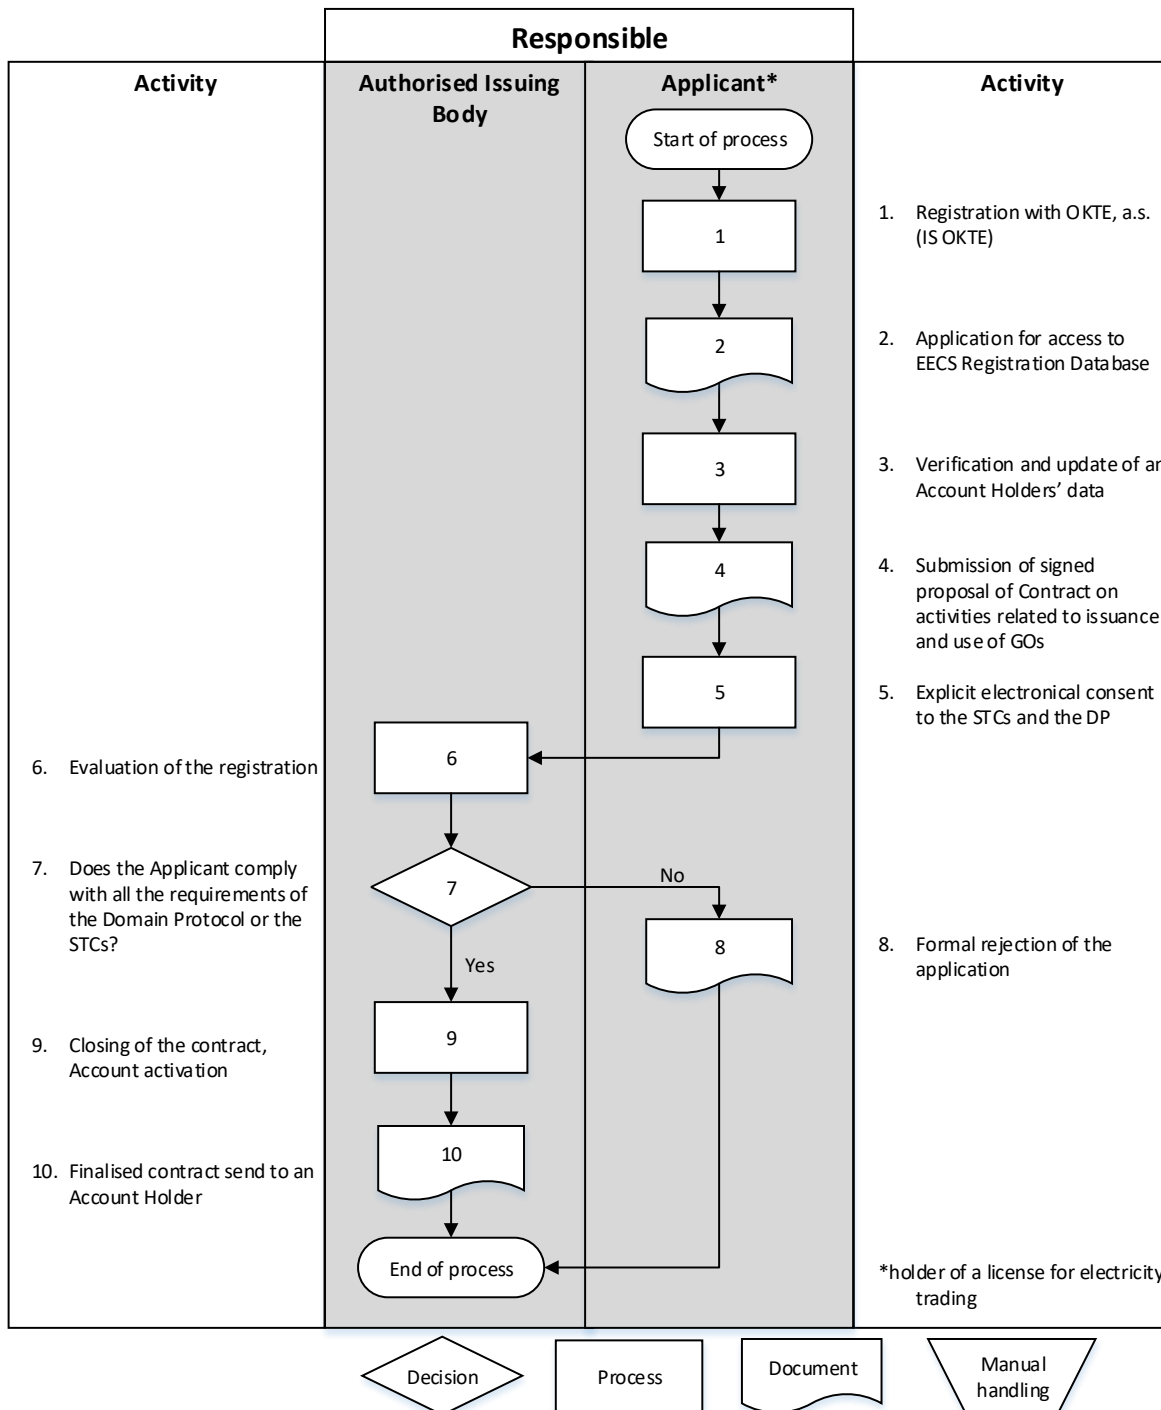 Responsible
Activity
Authorised Issuing
Body
Applicant*
Activity
Start of process
1
1. Registration with OKTE, a.s.
(IS OKTE)
2
2. Application for access to
EECS Registration Database
3
3. Verification and update of an
Account Holders’ data
4
4. Submission of signed
proposal of Contract on
activities related to issuance
and use of GOs
5
5. Explicit electronical consent
to the STCs and the DP
6. Evaluation of the registration
6
7. Does the Applicant comply
with all the requirements of
the Domain Protocol or the
STCs?
7
No
Yes
8
8. Formal rejection of the
application
9. Closing of the contract,
Account activation
9
10. Finalised contract send to an
Account Holder
10
End of process
*holder of a license for electricity
trading
Decision
Process
Document
Manual
handling